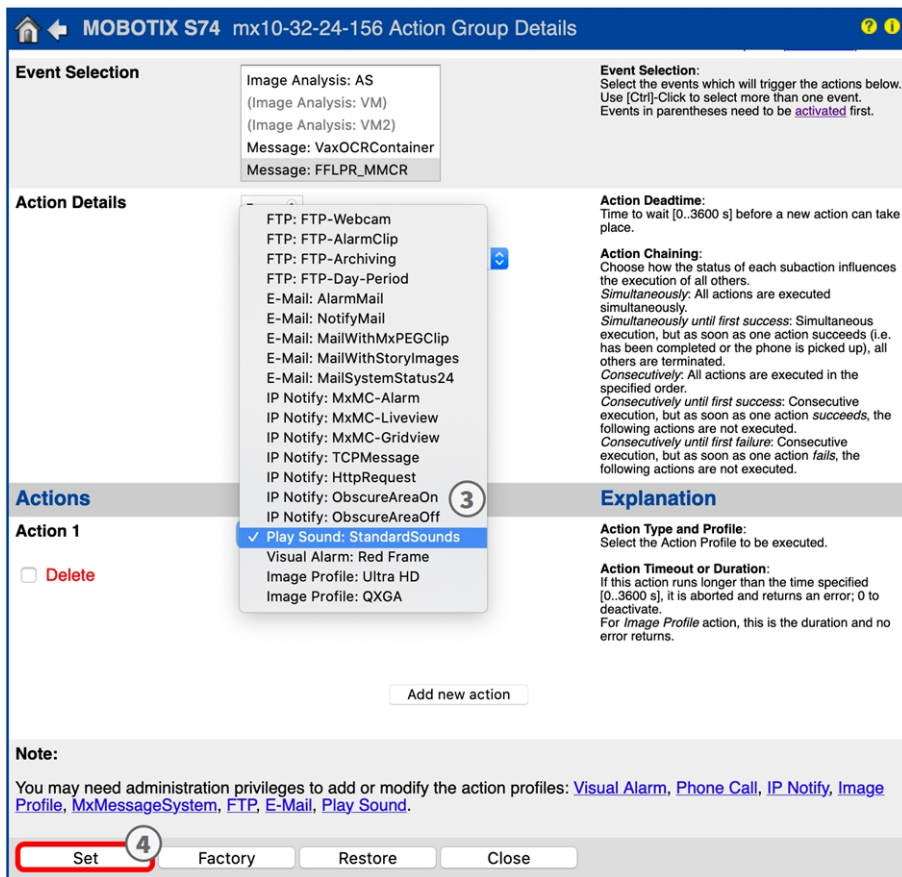 MOBOTIX S74 mx10-32-24-156 Action Group Details
? i
Event Selection
Image Analysis: AS
(Image Analysis: VM)
(Image Analysis: VM2)
Message: VaxOCRContainer
Message: FFLPR_MMCR
Event Selection:
Select the events which will trigger the actions below.
Use [Ctrl]-Click to select more than one event.
Events in parentheses need to be activated first.
Action Details
FTP: FTP-Webcam
FTP: FTP-AlarmClip
FTP: FTP-Archiving
FTP: FTP-Day-Period
E-Mail: AlarmMail
E-Mail: NotifyMail
E-Mail: MailWithMxPEGClip
E-Mail: MailWithStoryImages
E-Mail: MailSystemStatus24
IP Notify: MxMC-Alarm
IP Notify: MxMC-Liveview
IP Notify: MxMC-Gridview
IP Notify: TCPMessage
IP Notify: HttpRequest
IP Notify: ObscureAreaOn
3
IP Notify: ObscureAreaOff
✓ Play Sound: StandardSounds
Visual Alarm: Red Frame
Image Profile: Ultra HD
Image Profile: QXGA
Action Deadtime:
Time to wait [0..3600 s] before a new action can take
place.
Action Chaining:
Choose how the status of each subaction influences
the execution of all others.
Simultaneously: All actions are executed
simultaneously.
Simultaneously until first success: Simultaneous
execution, but as soon as one action succeeds (i.e.
has been completed or the phone is picked up), all
others are terminated.
Consecutively: All actions are executed in the
specified order.
Consecutively until first success: Consecutive
execution, but as soon as one action succeeds, the
following actions are not executed.
Consecutively until first failure: Consecutive
execution, but as soon as one action fails, the
following actions are not executed.
Actions
Explanation
Action 1
Delete
Action Type and Profile:
Select the Action Profile to be executed.
Action Timeout or Duration:
If this action runs longer than the time specified
[0..3600 s], it is aborted and returns an error; 0 to
deactivate.
For Image Profile action, this is the duration and no
error returns.
Add new action
Note:
You may need administration privileges to add or modify the action profiles: Visual Alarm, Phone Call, IP Notify, Image
Profile, MxMessageSystem, FTP, E-Mail, Play Sound.
4
Set
Factory
Restore
Close